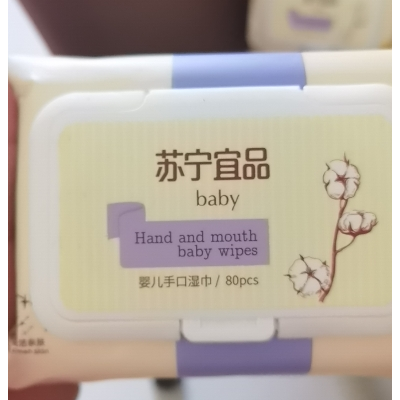 苏宁宜品
baby
Hand and mouth
baby wipes
婴儿手口湿巾 / 80pcs